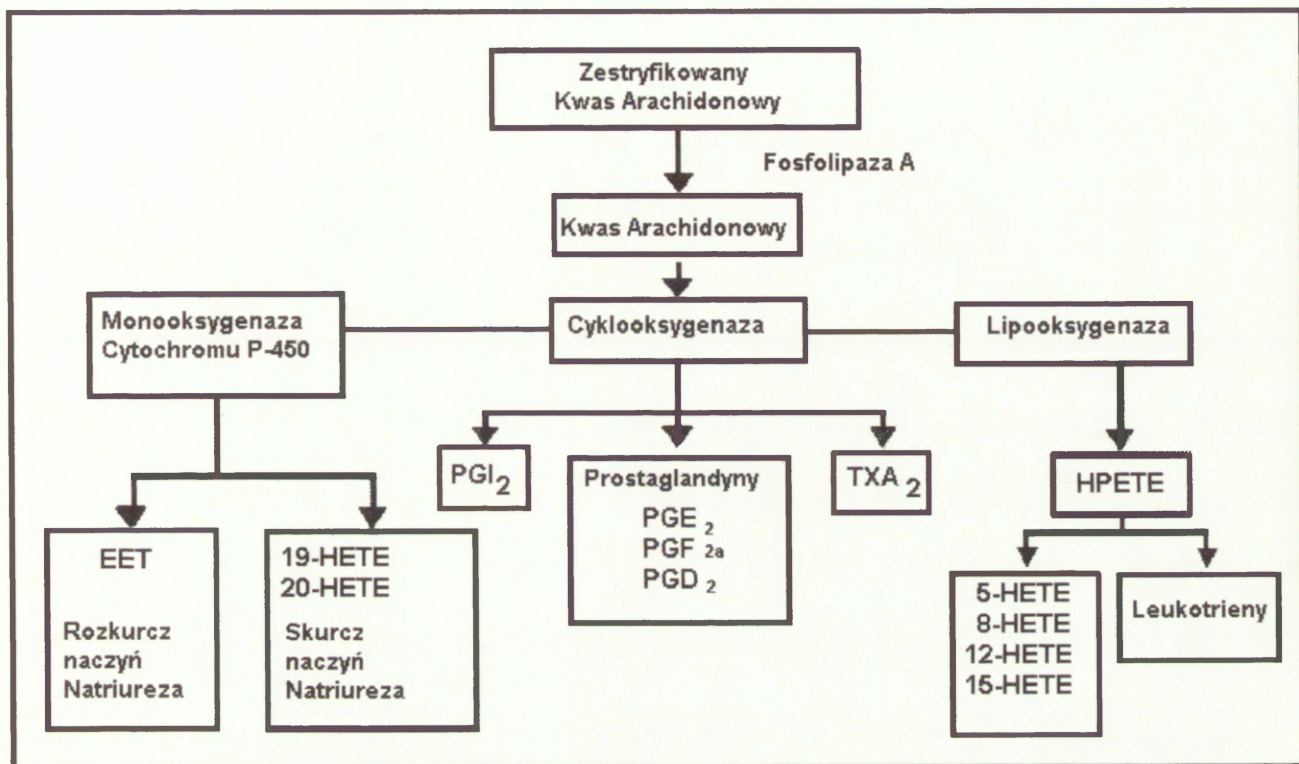 Zestryfikowany
Kwas Arachidonowy
Fosfolipaza A
Kwas Arachidonowy
Monooksygenaza
Cytochromu P-450
Cyklooksygenaza
Lipooksygenaza
PGI2
Prostaglandyny
PGE 2
PGF 2a
PGD 2
TXA 2
HPETE
EET
Rozkurcz
naczyń
Natriureza
19-HETE
20-HETE
Skurcz
naczyń
Natriureza
5-HETE
8-HETE
12-HETE
15-HETE
Leukotrieny